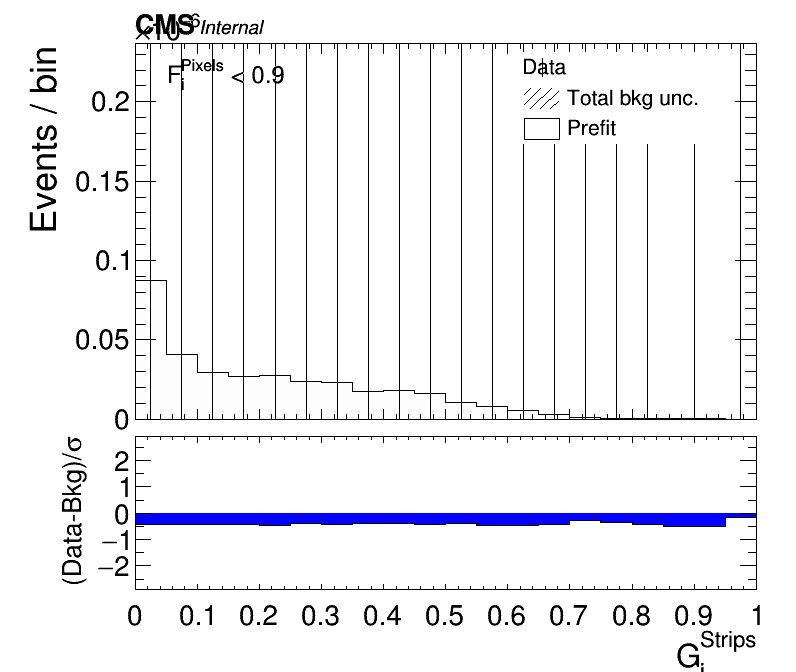 CMS Internal
×10^6
F_i^Pixels < 0.9
Data
Total bkg unc.
Prefit
Events / bin
0.2
0.15
0.1
0.05
0
(Data-Bkg)/σ
2
1
0
−1
−2
0 0.1 0.2 0.3 0.4 0.5 0.6 0.7 0.8 0.9 1
G_i^Strips